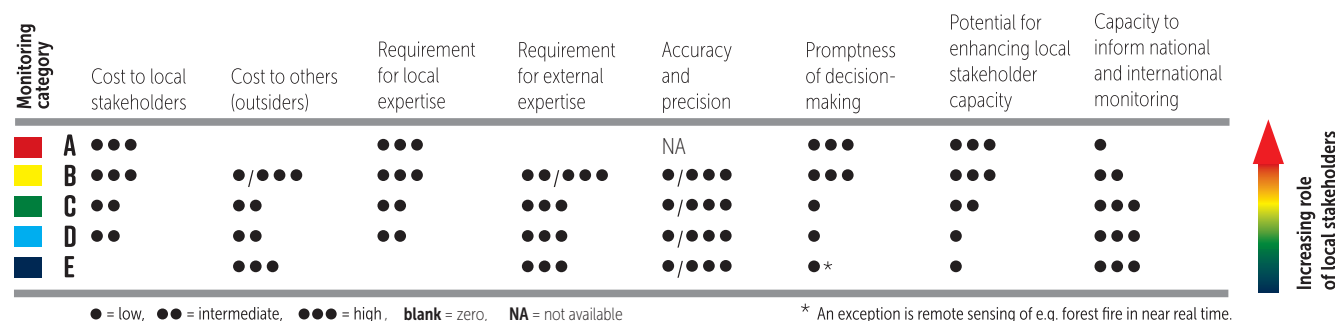 Monitoring
category
Cost to local
stakeholders
Cost to others
(outsiders)
Requirement
for local
expertise
Requirement
for external
expertise
Accuracy
and
precision
Promptness
of decision-
making
Potential for
enhancing local
stakeholder
capacity
Capacity to
inform national
and international
monitoring
A ●●● ●●● NA ●●● ●●● ●
B ●●● ●/●●● ●●● ●●/●●● ●/●●● ●●● ●●● ●●
C ●● ●● ●● ●●● ●/●●● ● ●● ●●●
D ●● ●● ●● ●●● ●/●●● ● ● ●●●
E ●●● ●●● ●/●●● ●* ● ●●●
● = low, ●● = intermediate, ●●● = high, blank = zero, NA = not available
* An exception is remote sensing of e.g. forest fire in near real time.
Increasing role
of local stakeholders